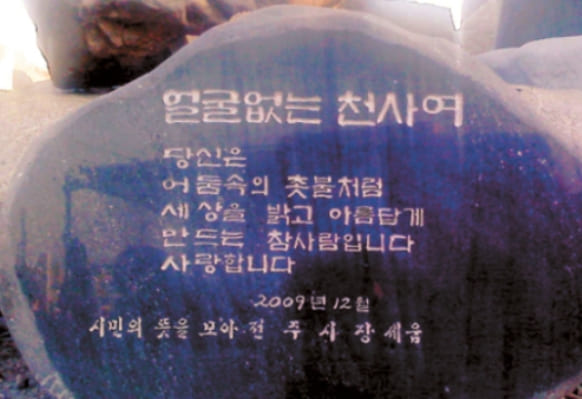 얼굴없는 천사여
당신은
어둠속의 촛불처럼
세상을 밝고 아름답게
만드는 참사람입니다
사랑합니다
2009년 12월
시민의 뜻을 모아 전 주 시 장 세움